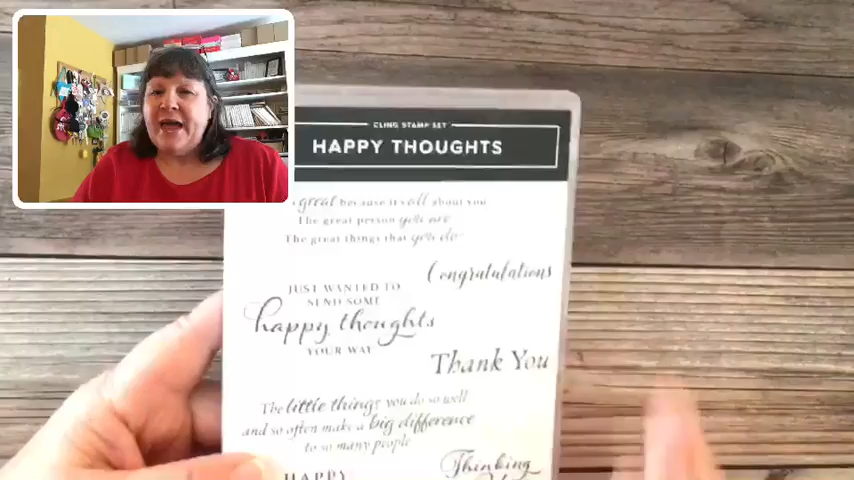 CLING STAMP SET
HAPPY THOUGHTS
great because it's all about you
The great person you are
The great things that you do
Congratulations
JUST WANTED TO
SEND SOME
happy thoughts
YOUR WAY
Thank You
The little things you do so well
and so often make a big difference
to so many people
HAPPY
Thinking